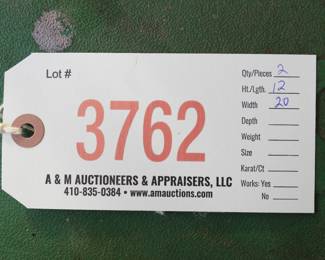 Lot #
3762
A & M AUCTIONEERS & APPRAISERS, LLC
410-835-0384 • www.amauctions.com
Qty/Pieces 2
Ht./Lgth. 12
Width 20
Depth
Weight
Size
Karat/Ct
Works: Yes
No